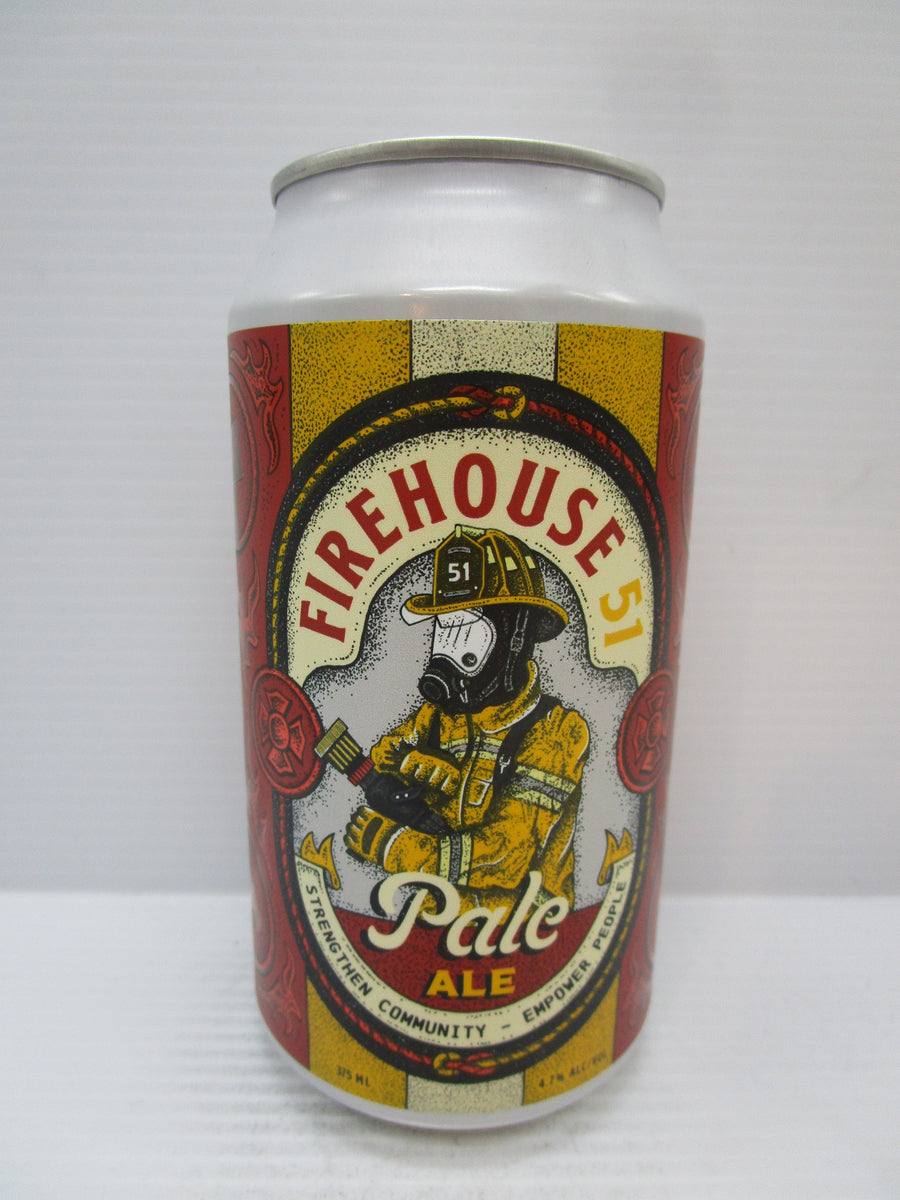 FIREHOUSE 51
51
Pale
ALE
STRENGTHEN COMMUNITY - EMPOWER PEOPLE
375 ML
4.7% ALC/VOL